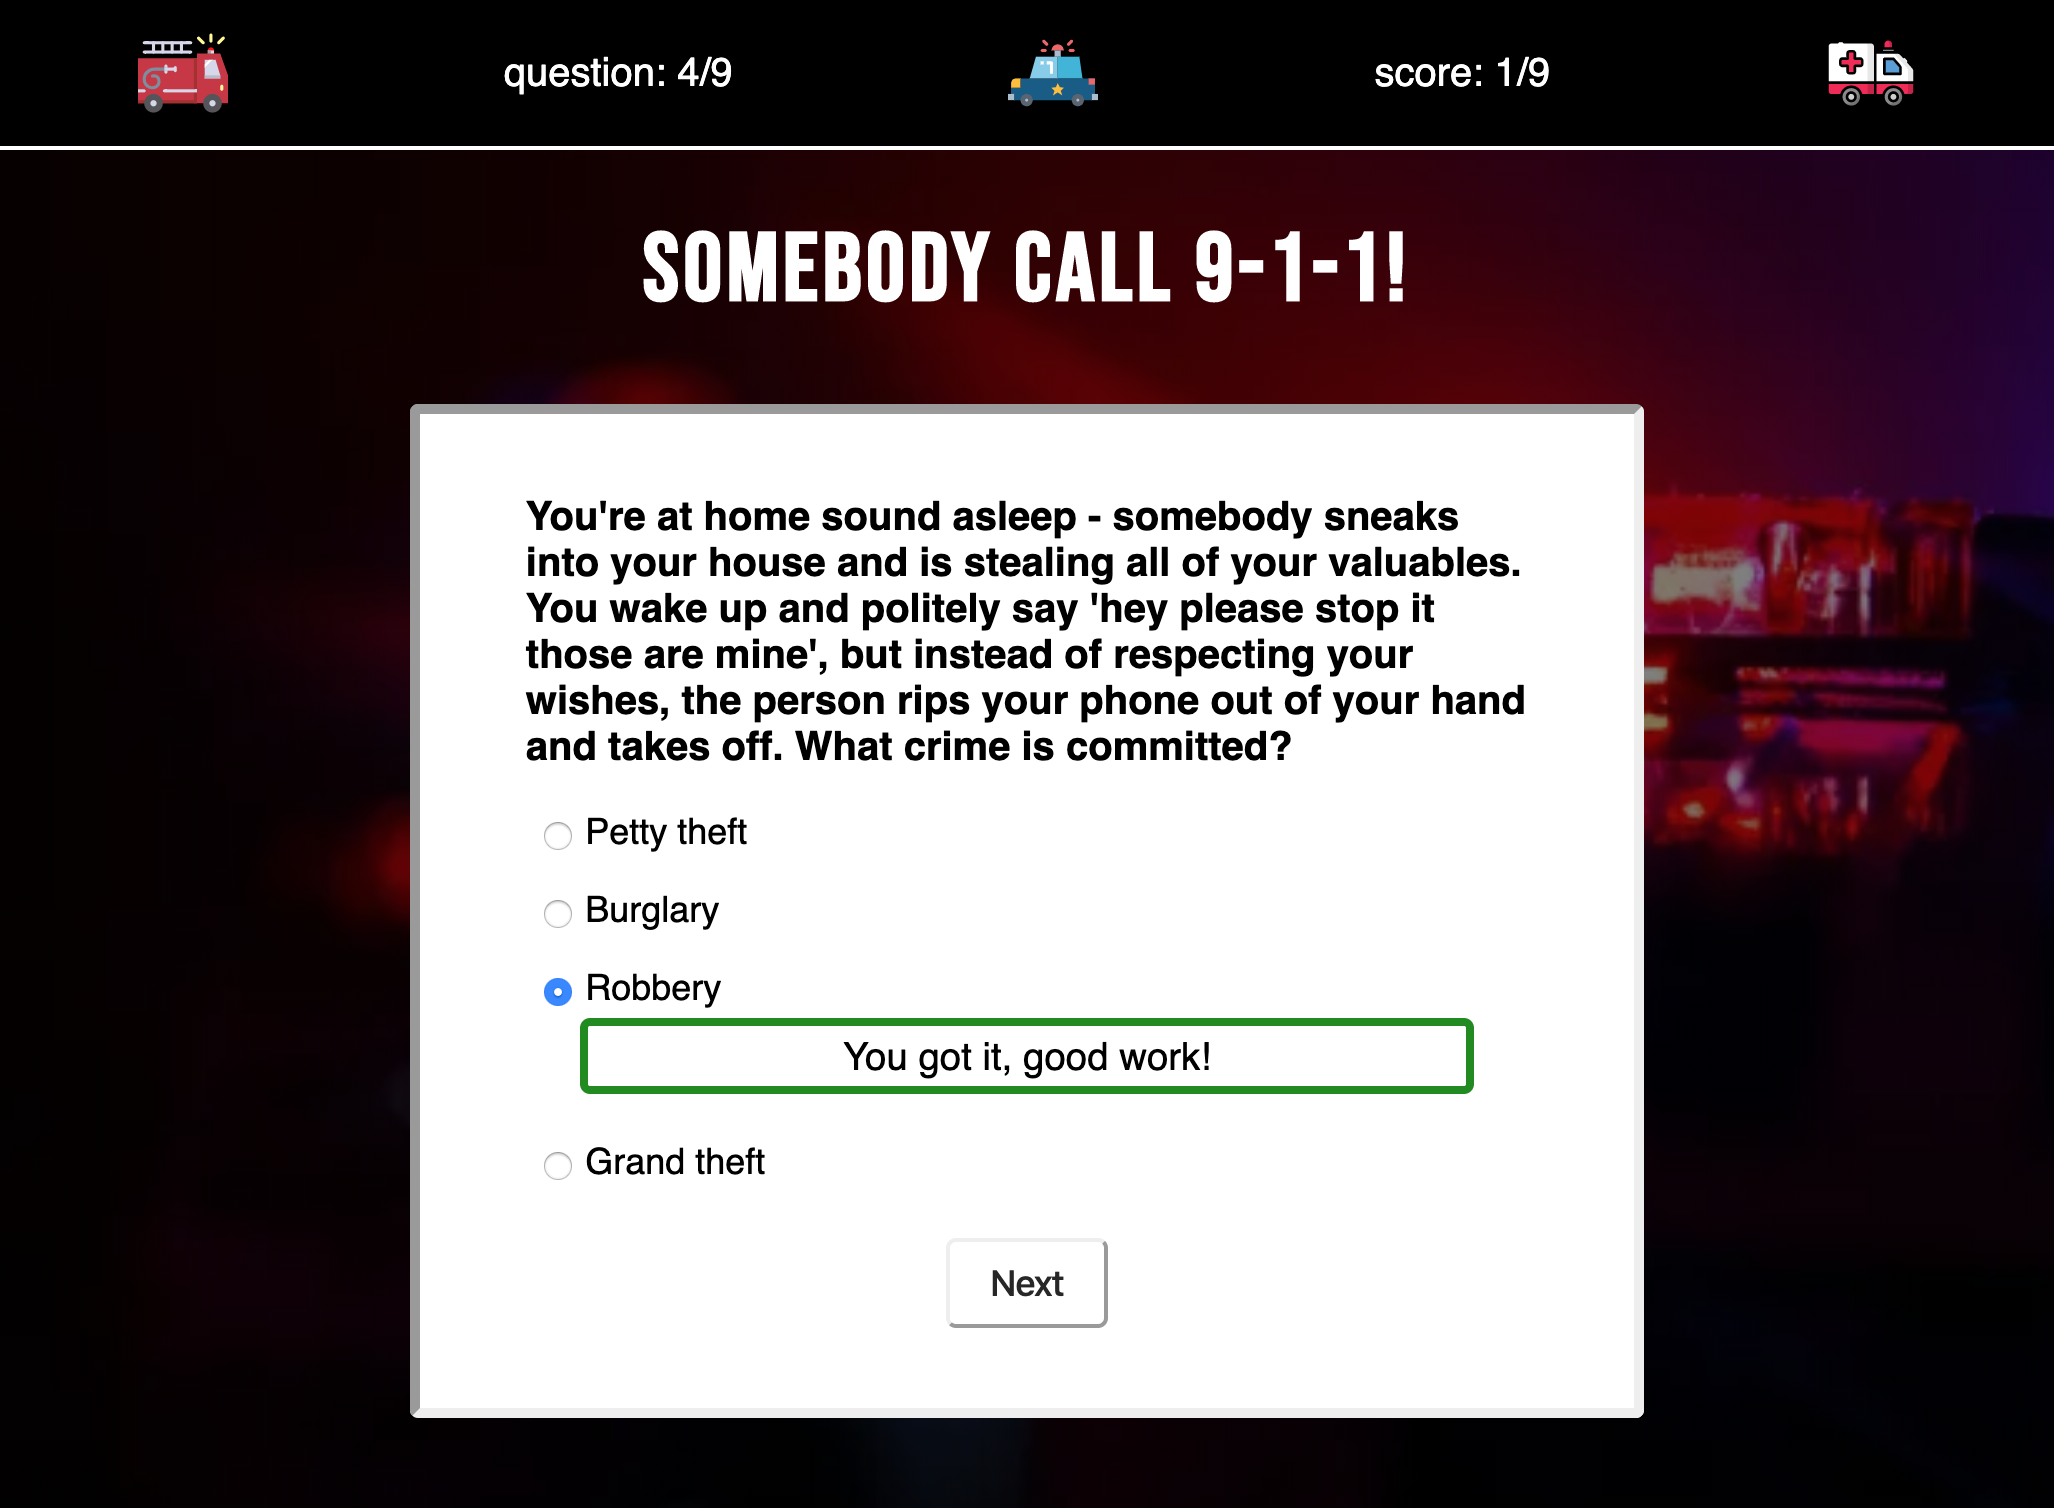 question: 4/9
score: 1/9
SOMEBODY CALL 9-1-1!
You're at home sound asleep - somebody sneaks
into your house and is stealing all of your valuables.
You wake up and politely say 'hey please stop it
those are mine', but instead of respecting your
wishes, the person rips your phone out of your hand
and takes off. What crime is committed?
Petty theft
Burglary
Robbery
You got it, good work!
Grand theft
Next